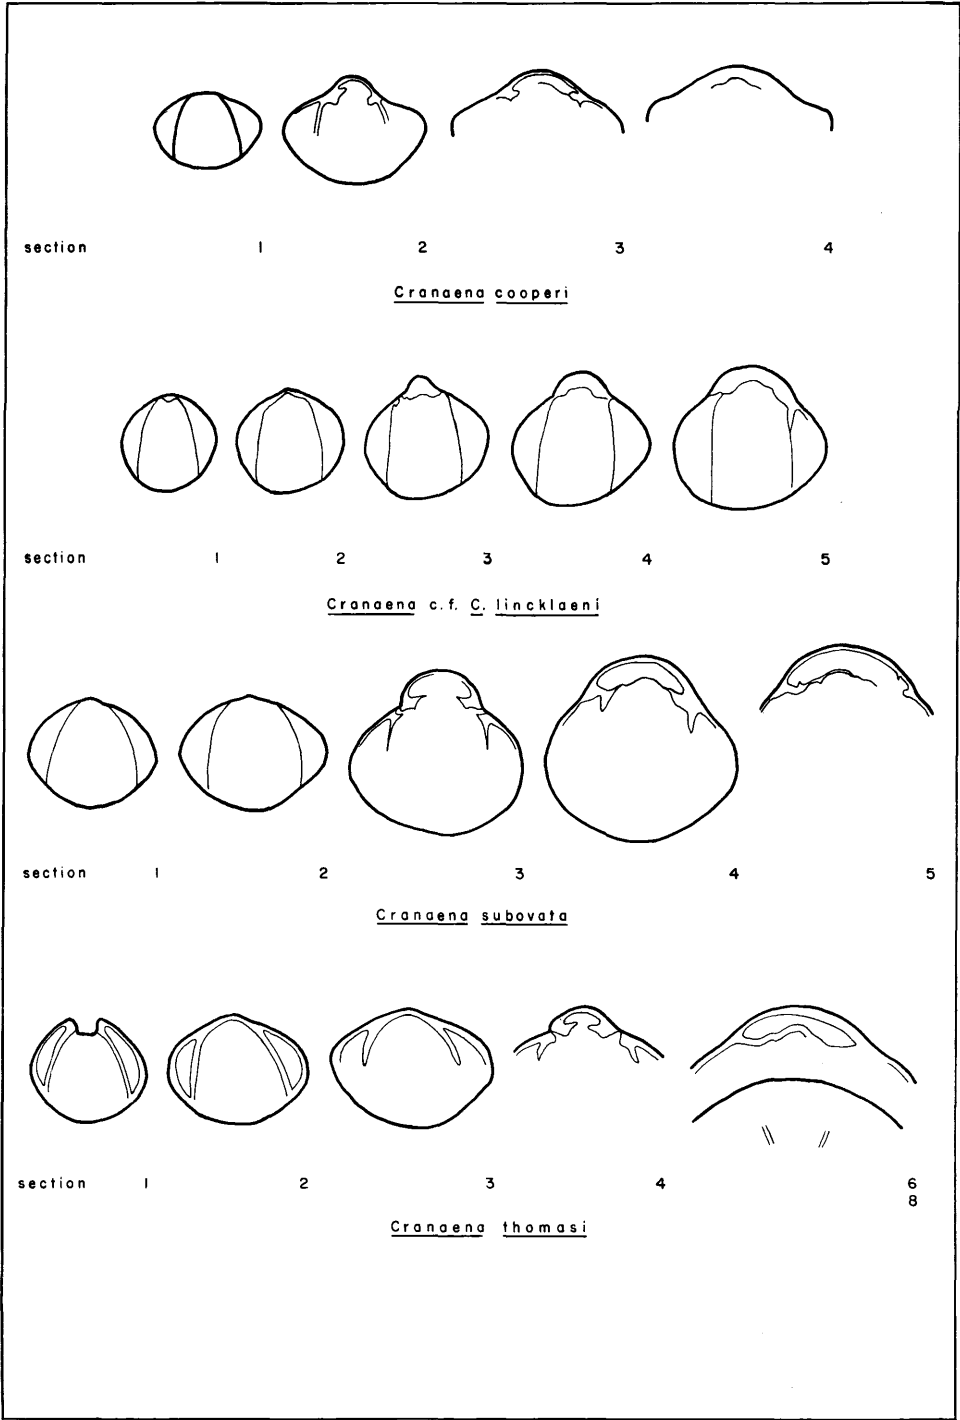 section 1 2 3 4
Cranaena cooperi
section 1 2 3 4 5
Cranaena c.f. C. lincklaeni
section 1 2 3 4 5
Cranaena subovata
section 1 2 3 4 6
8
Cranaena thomasi